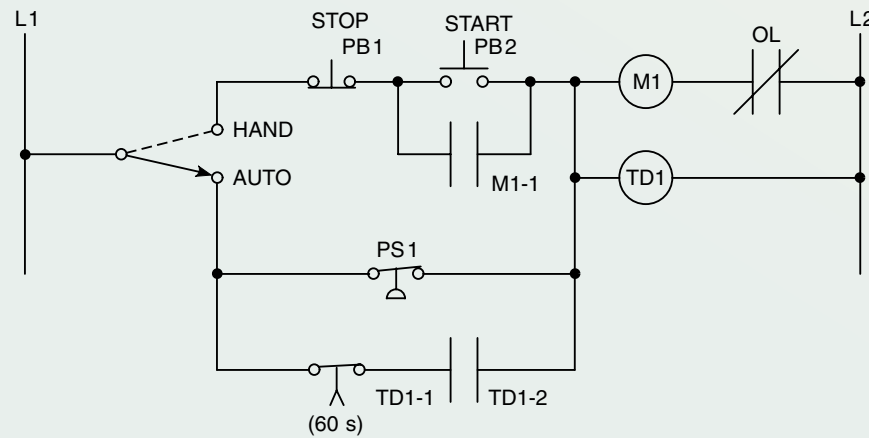 L1
STOP
PB1
START
PB2
OL
L2
M1
HAND
AUTO
M1-1
TD1
PS1
TD1-1
TD1-2
(60 s)